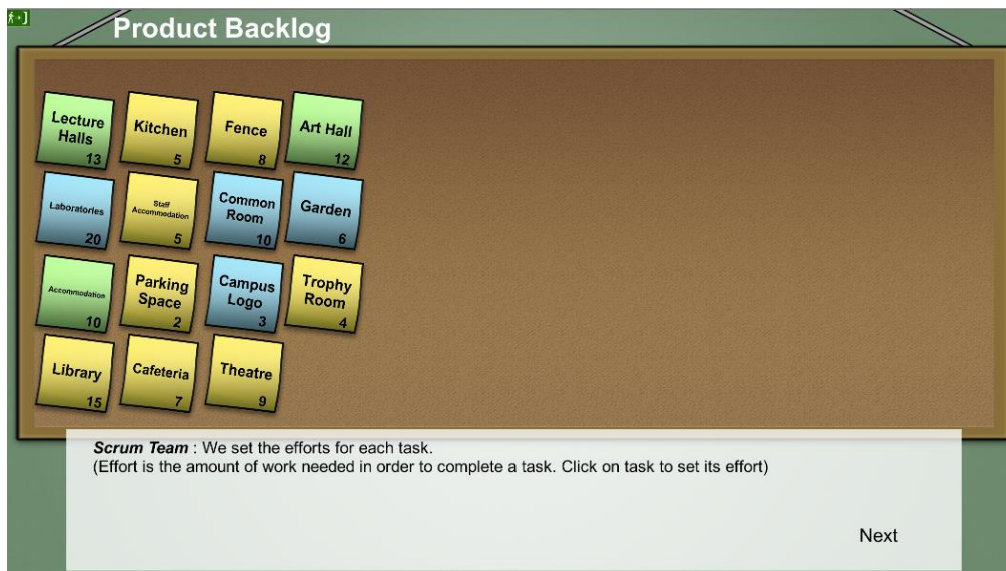 Product Backlog
Lecture
Halls
13
Kitchen
5
Fence
8
Art Hall
12
Laboratories
20
Staff
Accommodation
5
Common
Room
10
Garden
6
Accommodation
10
Parking
Space
2
Campus
Logo
3
Trophy
Room
4
Library
15
Cafeteria
7
Theatre
9
Scrum Team : We set the efforts for each task.
(Effort is the amount of work needed in order to complete a task. Click on task to set its effort)
Next